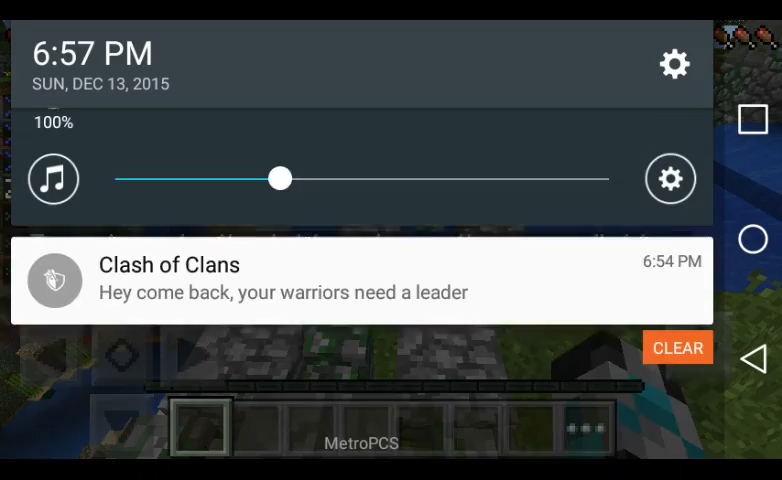 6:57 PM
SUN, DEC 13, 2015
100%
Clash of Clans
6:54 PM
Hey come back, your warriors need a leader
CLEAR
MetroPCS